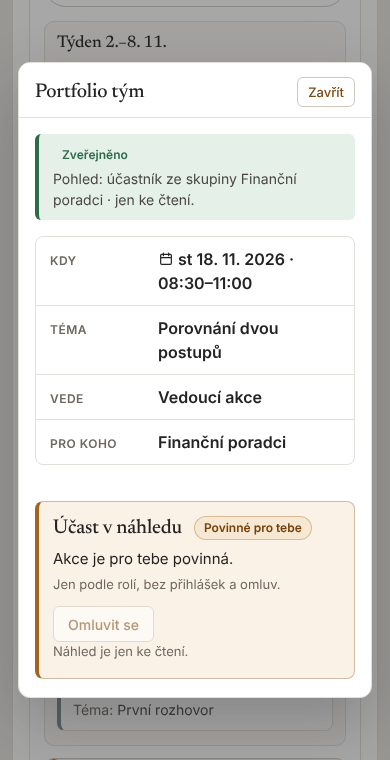 Týden 2.–8. 11.
Portfolio tým
Zavřít
Zveřejněno
Pohled: účastník ze skupiny Finanční
poradci · jen ke čtení.
KDY
st 18. 11. 2026 ·
08:30–11:00
TÉMA
Porovnání dvou
postupů
VEDE
Vedoucí akce
PRO KOHO
Finanční poradci
Účast v náhledu
Povinné pro tebe
Akce je pro tebe povinná.
Jen podle rolí, bez přihlášek a omluv.
Omluvit se
Náhled je jen ke čtení.
Téma: První rozhovor